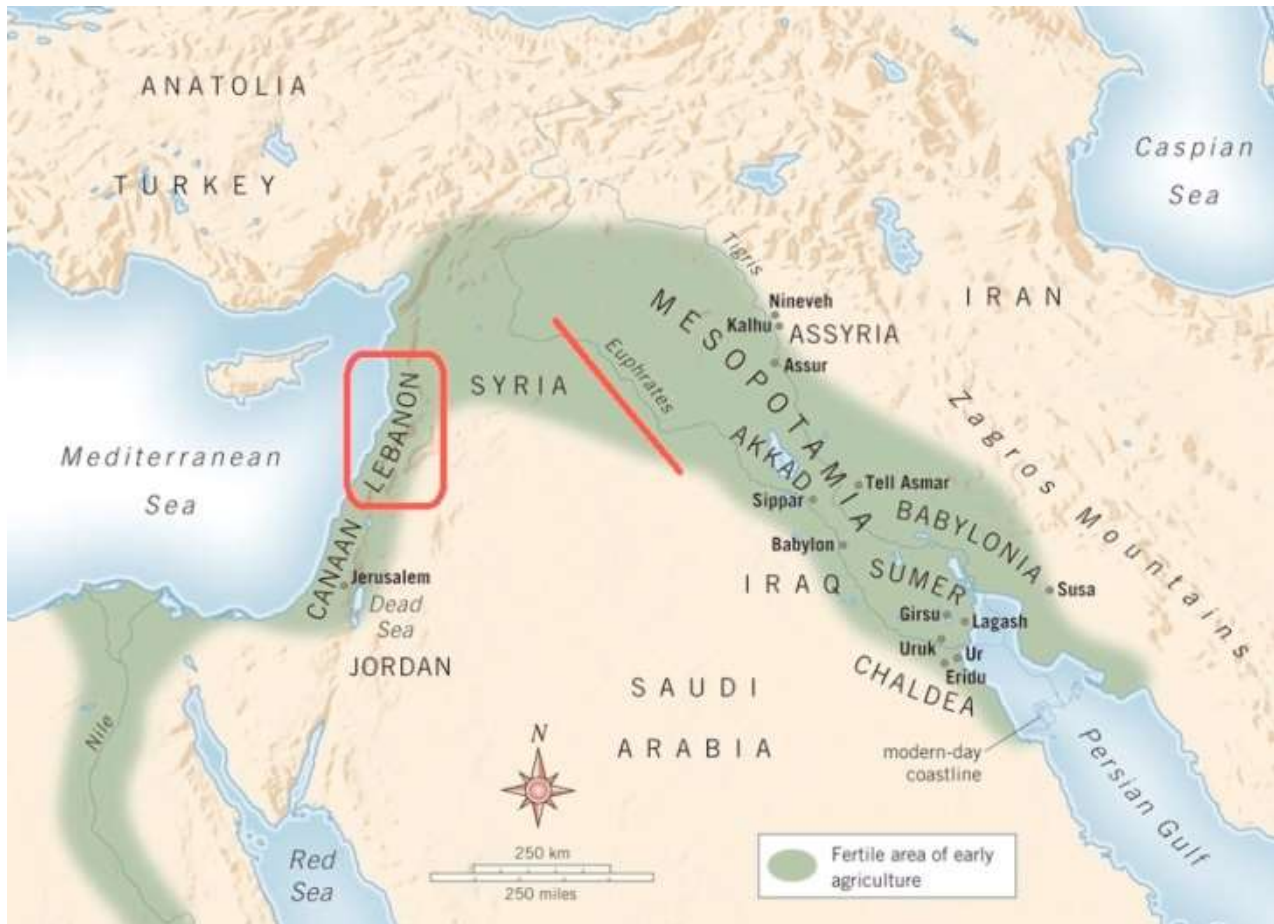 ANATOLIA
TURKEY
Caspian
Sea
Tigris
IRAN
MESOPOTAMIA
Nineveh
Kalhu
ASSYRIA
Assur
Euphrates
SYRIA
LEBANON
Mediterranean
Sea
Zagros Mountains
AKKAD
Tell Asmar
Sippar
BABYLONIA
Babylon
CANAAN
Jerusalem
Dead
Sea
IRAQ
SUMER
Susa
Girsu
Lagash
Uruk
Ur
Eridu
JORDAN
CHALDEA
SAUDI
ARABIA
Nile
N
modern-day
coastline
Persian Gulf
Red
Sea
250 km
250 miles
Fertile area of early
agriculture